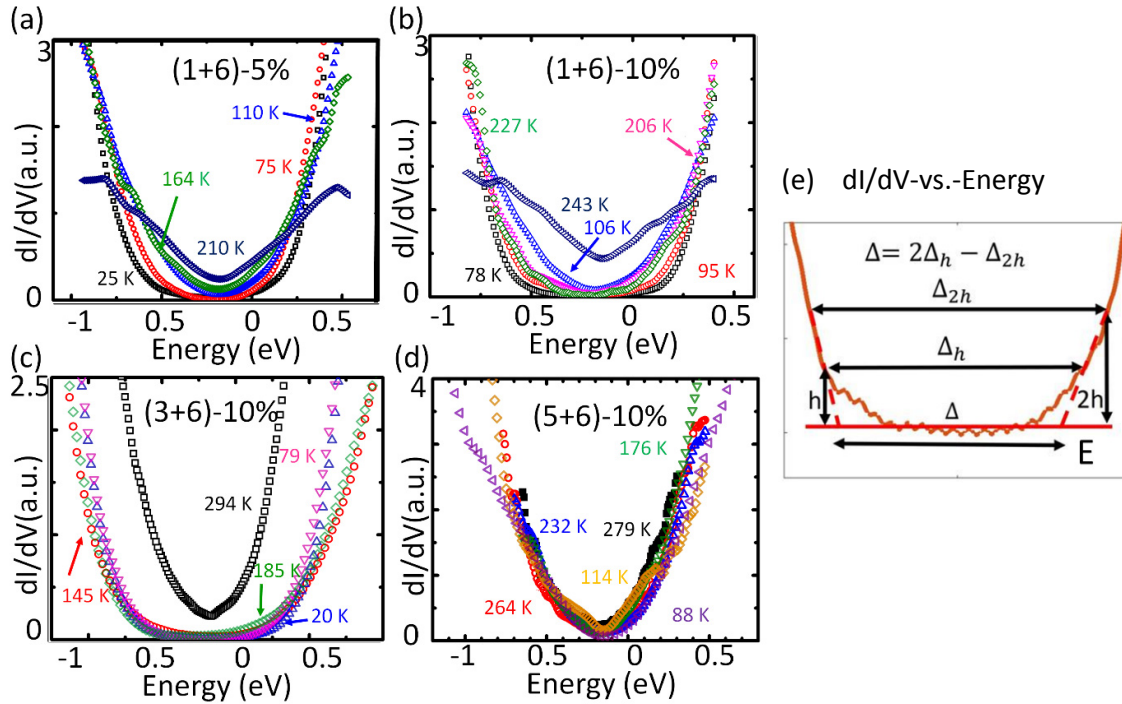 (a)
3
(1+6)-5%
110 K
75 K
164 K
210 K
25 K
0
dI/dV(a.u.)
-1
0.5
0
0.5
Energy (eV)
(b)
3
(1+6)-10%
227 K
206 K
243 K
106 K
78 K
95 K
0
dI/dV(a.u.)
-1
0.5
0
0.5
Energy (eV)
(c)
2.5
(3+6)-10%
79 K
294 K
185 K
145 K
20 K
0
dI/dV(a.u.)
-1
0.5
0
0.5
Energy (eV)
(d)
4
(5+6)-10%
176 K
232 K
279 K
114 K
264 K
88 K
0
dI/dV(a.u.)
-1
0.5
0
0.5
Energy (eV)
(e) dI/dV-vs.-Energy
Δ= 2Δₕ − Δ₂ₕ
Δ₂ₕ
Δₕ
h
Δ
2h
E